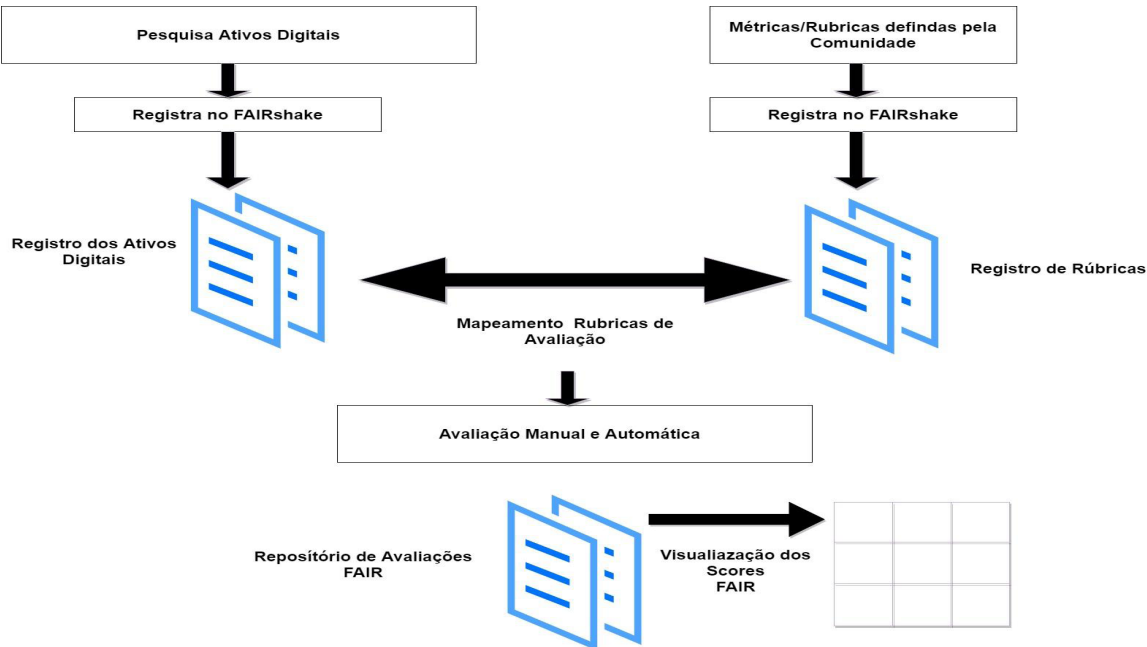 Pesquisa Ativos Digitais
Métricas/Rubricas defindas pela
Comunidade
Registra no FAIRshake
Registra no FAIRshake
Registro dos Ativos
Digitais
Registro de Rúbricas
Mapeamento Rubricas de
Avaliação
Avaliação Manual e Automática
Reposítório de Avaliações
FAIR
Visualiazação dos
Scores
FAIR